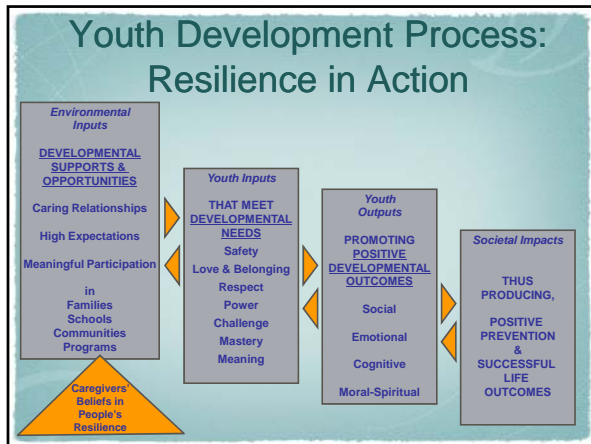 Youth Development Process:
Resilience in Action
Environmental
Inputs
DEVELOPMENTAL
SUPPORTS &
OPPORTUNITIES
Caring Relationships
High Expectations
Meaningful Participation
in
Families
Schools
Communities
Programs
Caregivers'
Beliefs in
People's
Resilience
Youth Inputs
THAT MEET
DEVELOPMENTAL
NEEDS
Safety
Love & Belonging
Respect
Power
Challenge
Mastery
Meaning
Youth
Outputs
PROMOTING
POSITIVE
DEVELOPMENTAL
OUTCOMES
Social
Emotional
Cognitive
Moral-Spiritual
Societal Impacts
THUS
PRODUCING,
POSITIVE
PREVENTION
&
SUCCESSFUL
LIFE
OUTCOMES